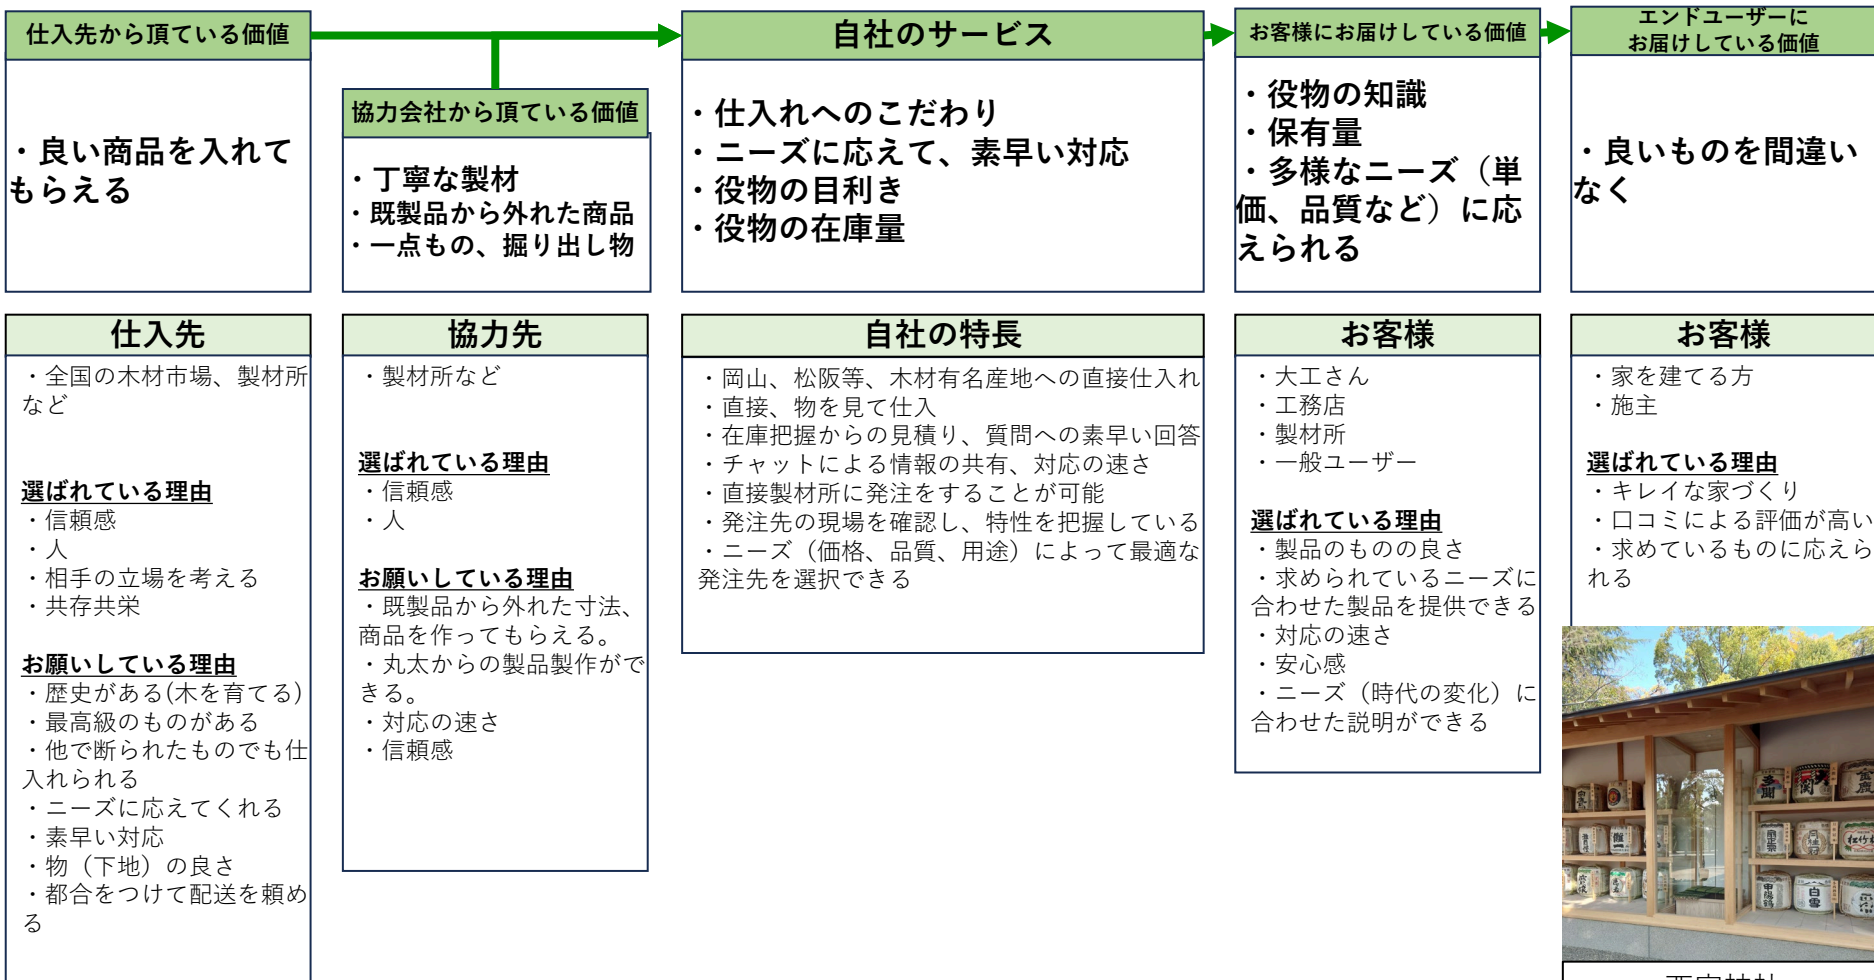 仕入先から頂ている価値
・良い商品を入れて
もらえる
協力会社から頂ている価値
・丁寧な製材
・既製品から外れた商品
・一点もの、掘り出し物
自社のサービス
・仕入れへのこだわり
・ニーズに応えて、素早い対応
・役物の目利き
・役物の在庫量
お客様にお届けしている価値
・役物の知識
・保有量
・多様なニーズ（単
価、品質など）に応
えられる
エンドユーザーに
お届けしている価値
・良いものを間違い
なく
仕入先
・全国の木材市場、製材所
など
選ばれている理由
・信頼感
・人
・相手の立場を考える
・共存共栄
お願いしている理由
・歴史がある(木を育てる)
・最高級のものがある
・他で断られたものでも仕
入れられる
・ニーズに応えてくれる
・素早い対応
・物（下地）の良さ
・都合をつけて配送を頼め
る
協力先
・製材所など
選ばれている理由
・信頼感
・人
お願いしている理由
・既製品から外れた寸法、
商品を作ってもらえる。
・丸太からの製品製作がで
きる。
・対応の速さ
・信頼感
自社の特長
・岡山、松阪等、木材有名産地への直接仕入れ
・直接、物を見て仕入
・在庫把握からの見積り、質問への素早い回答
・チャットによる情報の共有、対応の速さ
・直接製材所に発注をすることが可能
・発注先の現場を確認し、特性を把握している
・ニーズ（価格、品質、用途）によって最適な
発注先を選択できる
お客様
・大工さん
・工務店
・製材所
・一般ユーザー
選ばれている理由
・製品のものの良さ
・求められているニーズに
合わせた製品を提供できる
・対応の速さ
・安心感
・ニーズ（時代の変化）に
合わせた説明ができる
お客様
・家を建てる方
・施主
選ばれている理由
・キレイな家づくり
・口コミによる評価が高い
・求めているものに応えら
れる
白雪